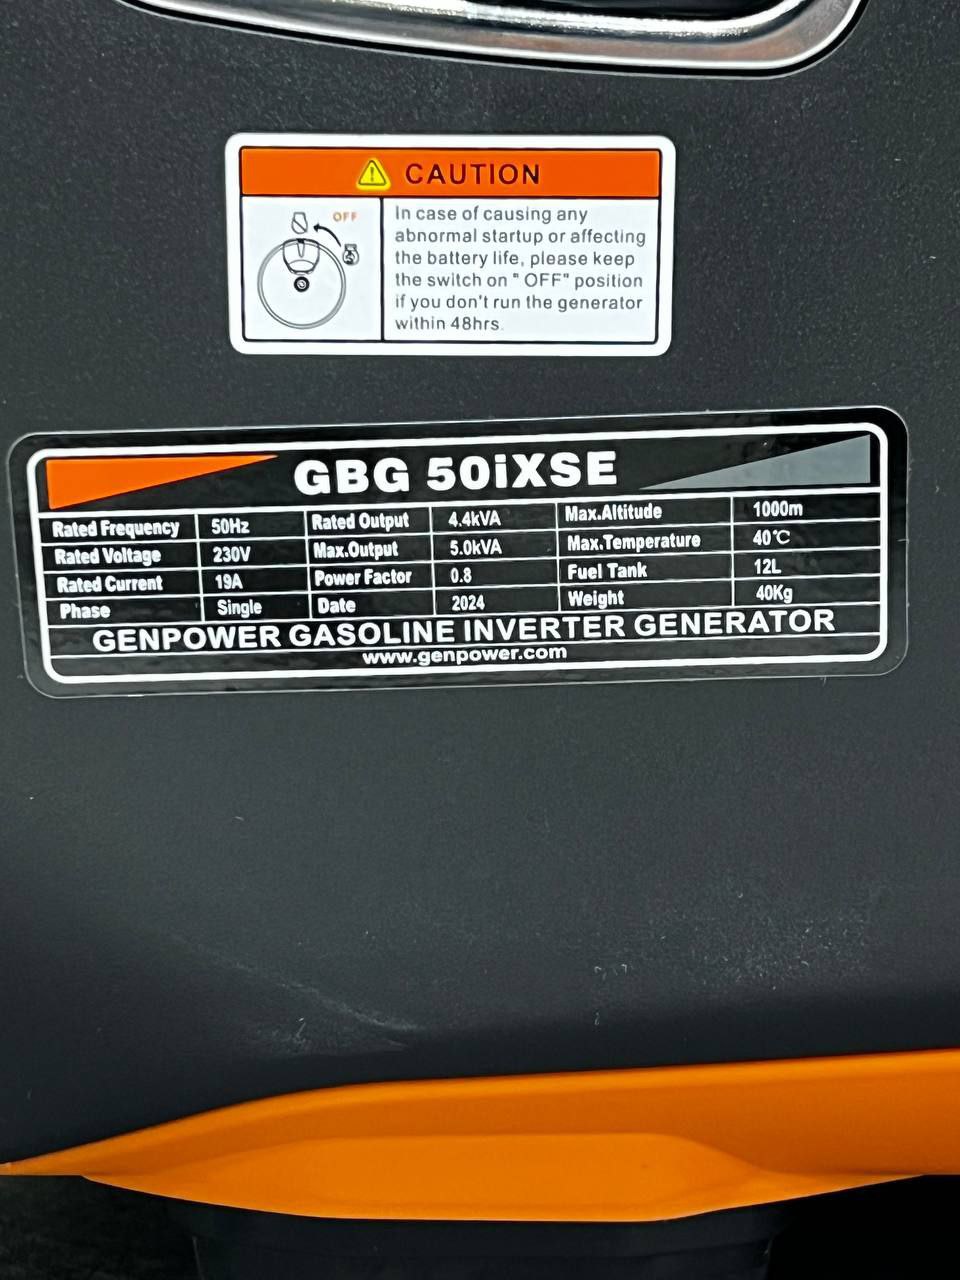 CAUTION
OFF
In case of causing any
abnormal startup or affecting
the battery life, please keep
the switch on " OFF" position
if you don't run the generator
within 48hrs.
GBG 50iXSE
Rated Frequency 50Hz Rated Output 4.4kVA Max.Altitude 1000m
Rated Voltage 230V Max.Output 5.0kVA Max.Temperature 40℃
Rated Current 19A Power Factor 0.8 Fuel Tank 12L
Phase Single Date 2024 Weight 40Kg
GENPOWER GASOLINE INVERTER GENERATOR
www.genpower.com